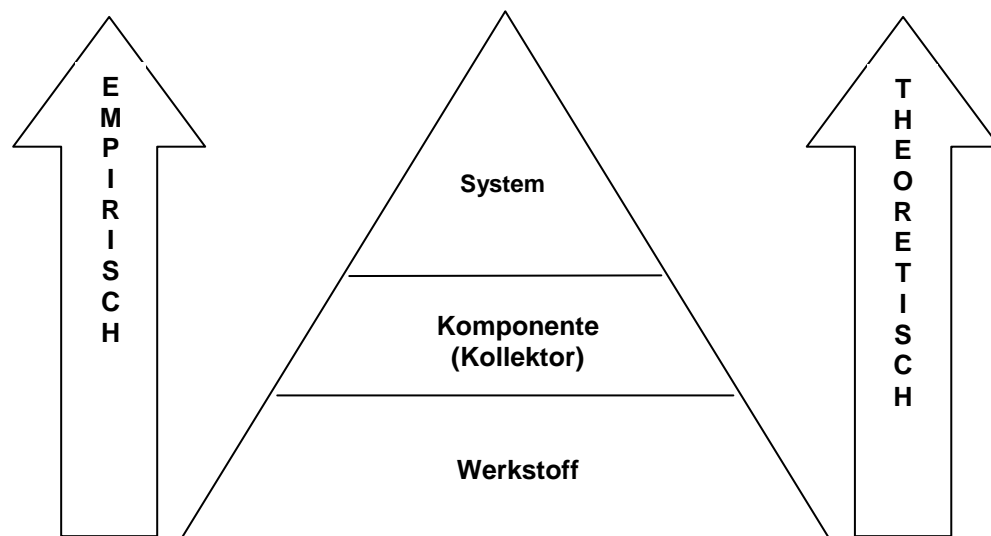 EMPIRISCH
System
Komponente
(Kollektor)
Werkstoff
THEORETISCH